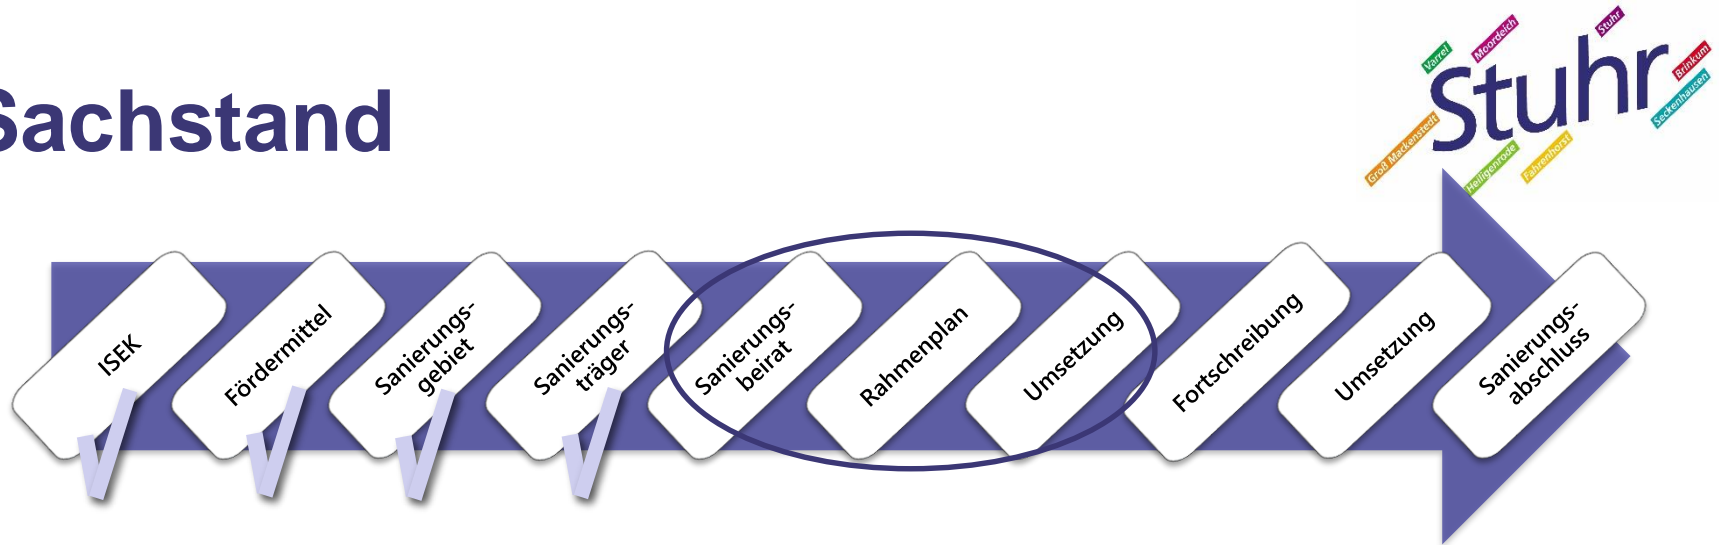 Sachstand
Varrel
Moordeich
Stuhr
Brinkum
Seckenhausen
Stuhr
Groß Mackenstedt
Heiligenrode
Fahrenhorst
ISEK
Fördermittel
Sanierungs-
gebiet
Sanierungs-
träger
Sanierungs-
beirat
Rahmenplan
Umsetzung
Fortschreibung
Umsetzung
Sanierungs-
abschluss